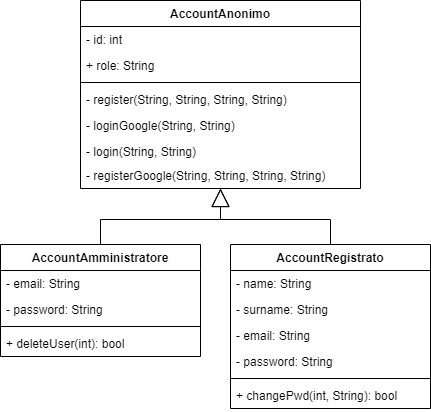 AccountAnonimo
- id: int
+ role: String
- register(String, String, String, String)
- loginGoogle(String, String)
- login(String, String)
- registerGoogle(String, String, String, String)
AccountAmministratore
- email: String
- password: String
+ deleteUser(int): bool
AccountRegistrato
- name: String
- surname: String
- email: String
- password: String
+ changePwd(int, String): bool